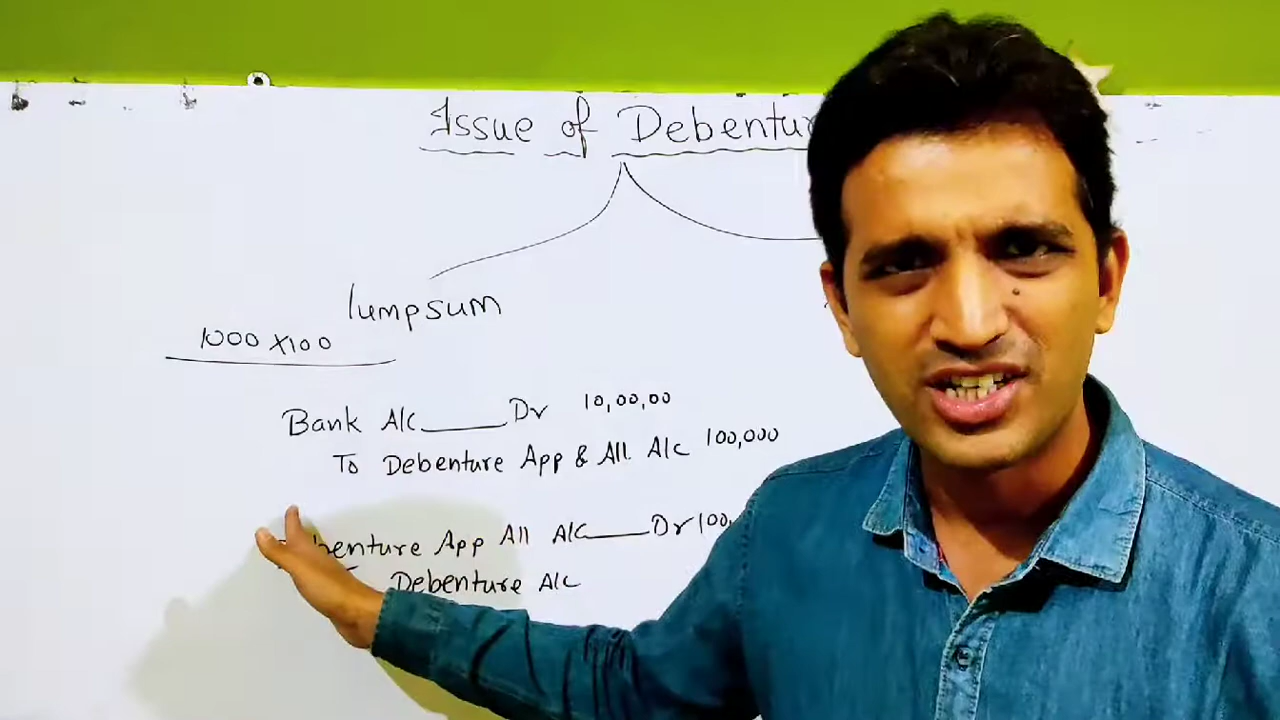 Issue of Debentur
lumpsum
1000 x100
Bank A/c Dr 10,00,00
To Debenture App & All A/c 100,000
benture App All A/c Dr 100,
Debenture A/c